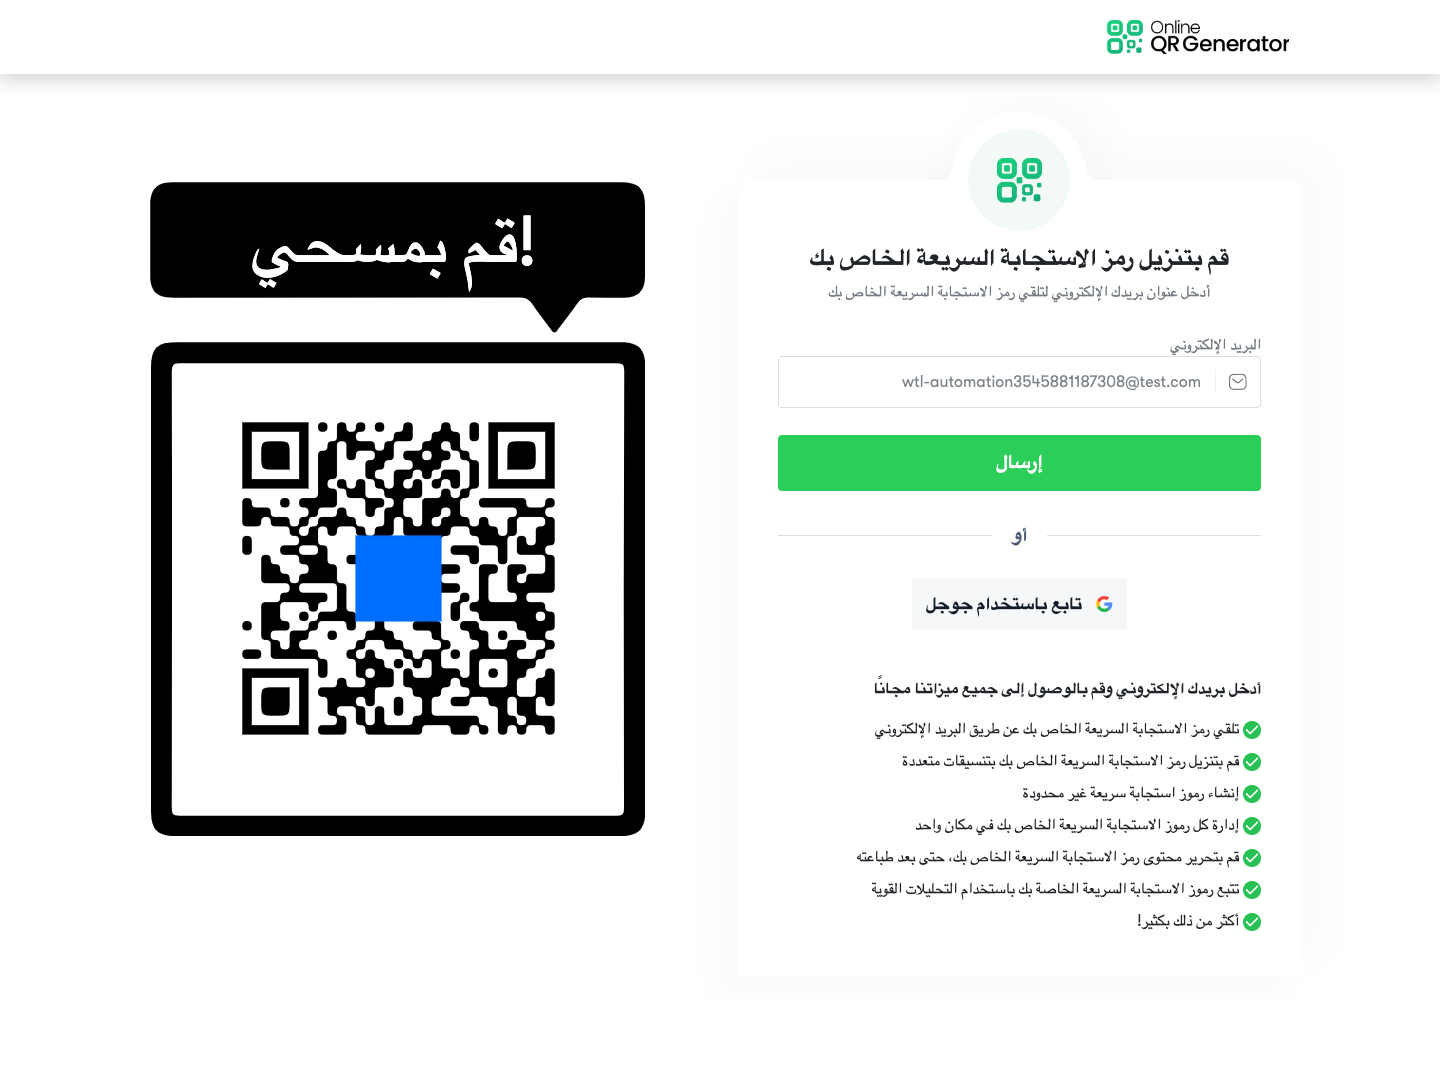 Online
QR Generator
قم بتنزيل رمز الاستجابة السريعة الخاص بك
أدخل عنوان بريدك الإلكتروني لتلقي رمز الاستجابة السريعة الخاص بك
البريد الإلكتروني
wtl-automation3545881187308@test.com
إرسال
أو
تابع باستخدام جوجل
أدخل بريدك الإلكتروني وقم بالوصول إلى جميع ميزاتنا مجانًا
تلقي رمز الاستجابة السريعة الخاص بك عن طريق البريد الإلكتروني
قم بتنزيل رمز الاستجابة السريعة الخاص بك بتنسيقات متعددة
إنشاء رموز استجابة سريعة غير محدودة
إدارة كل رموز الاستجابة السريعة الخاص بك في مكان واحد
قم بتحرير محتوى رمز الاستجابة السريعة الخاص بك، حتى بعد طباعته
تتبع رموز الاستجابة السريعة الخاصة بك باستخدام التحليلات القوية
أكثر من ذلك بكثير!
!قم بمسحي